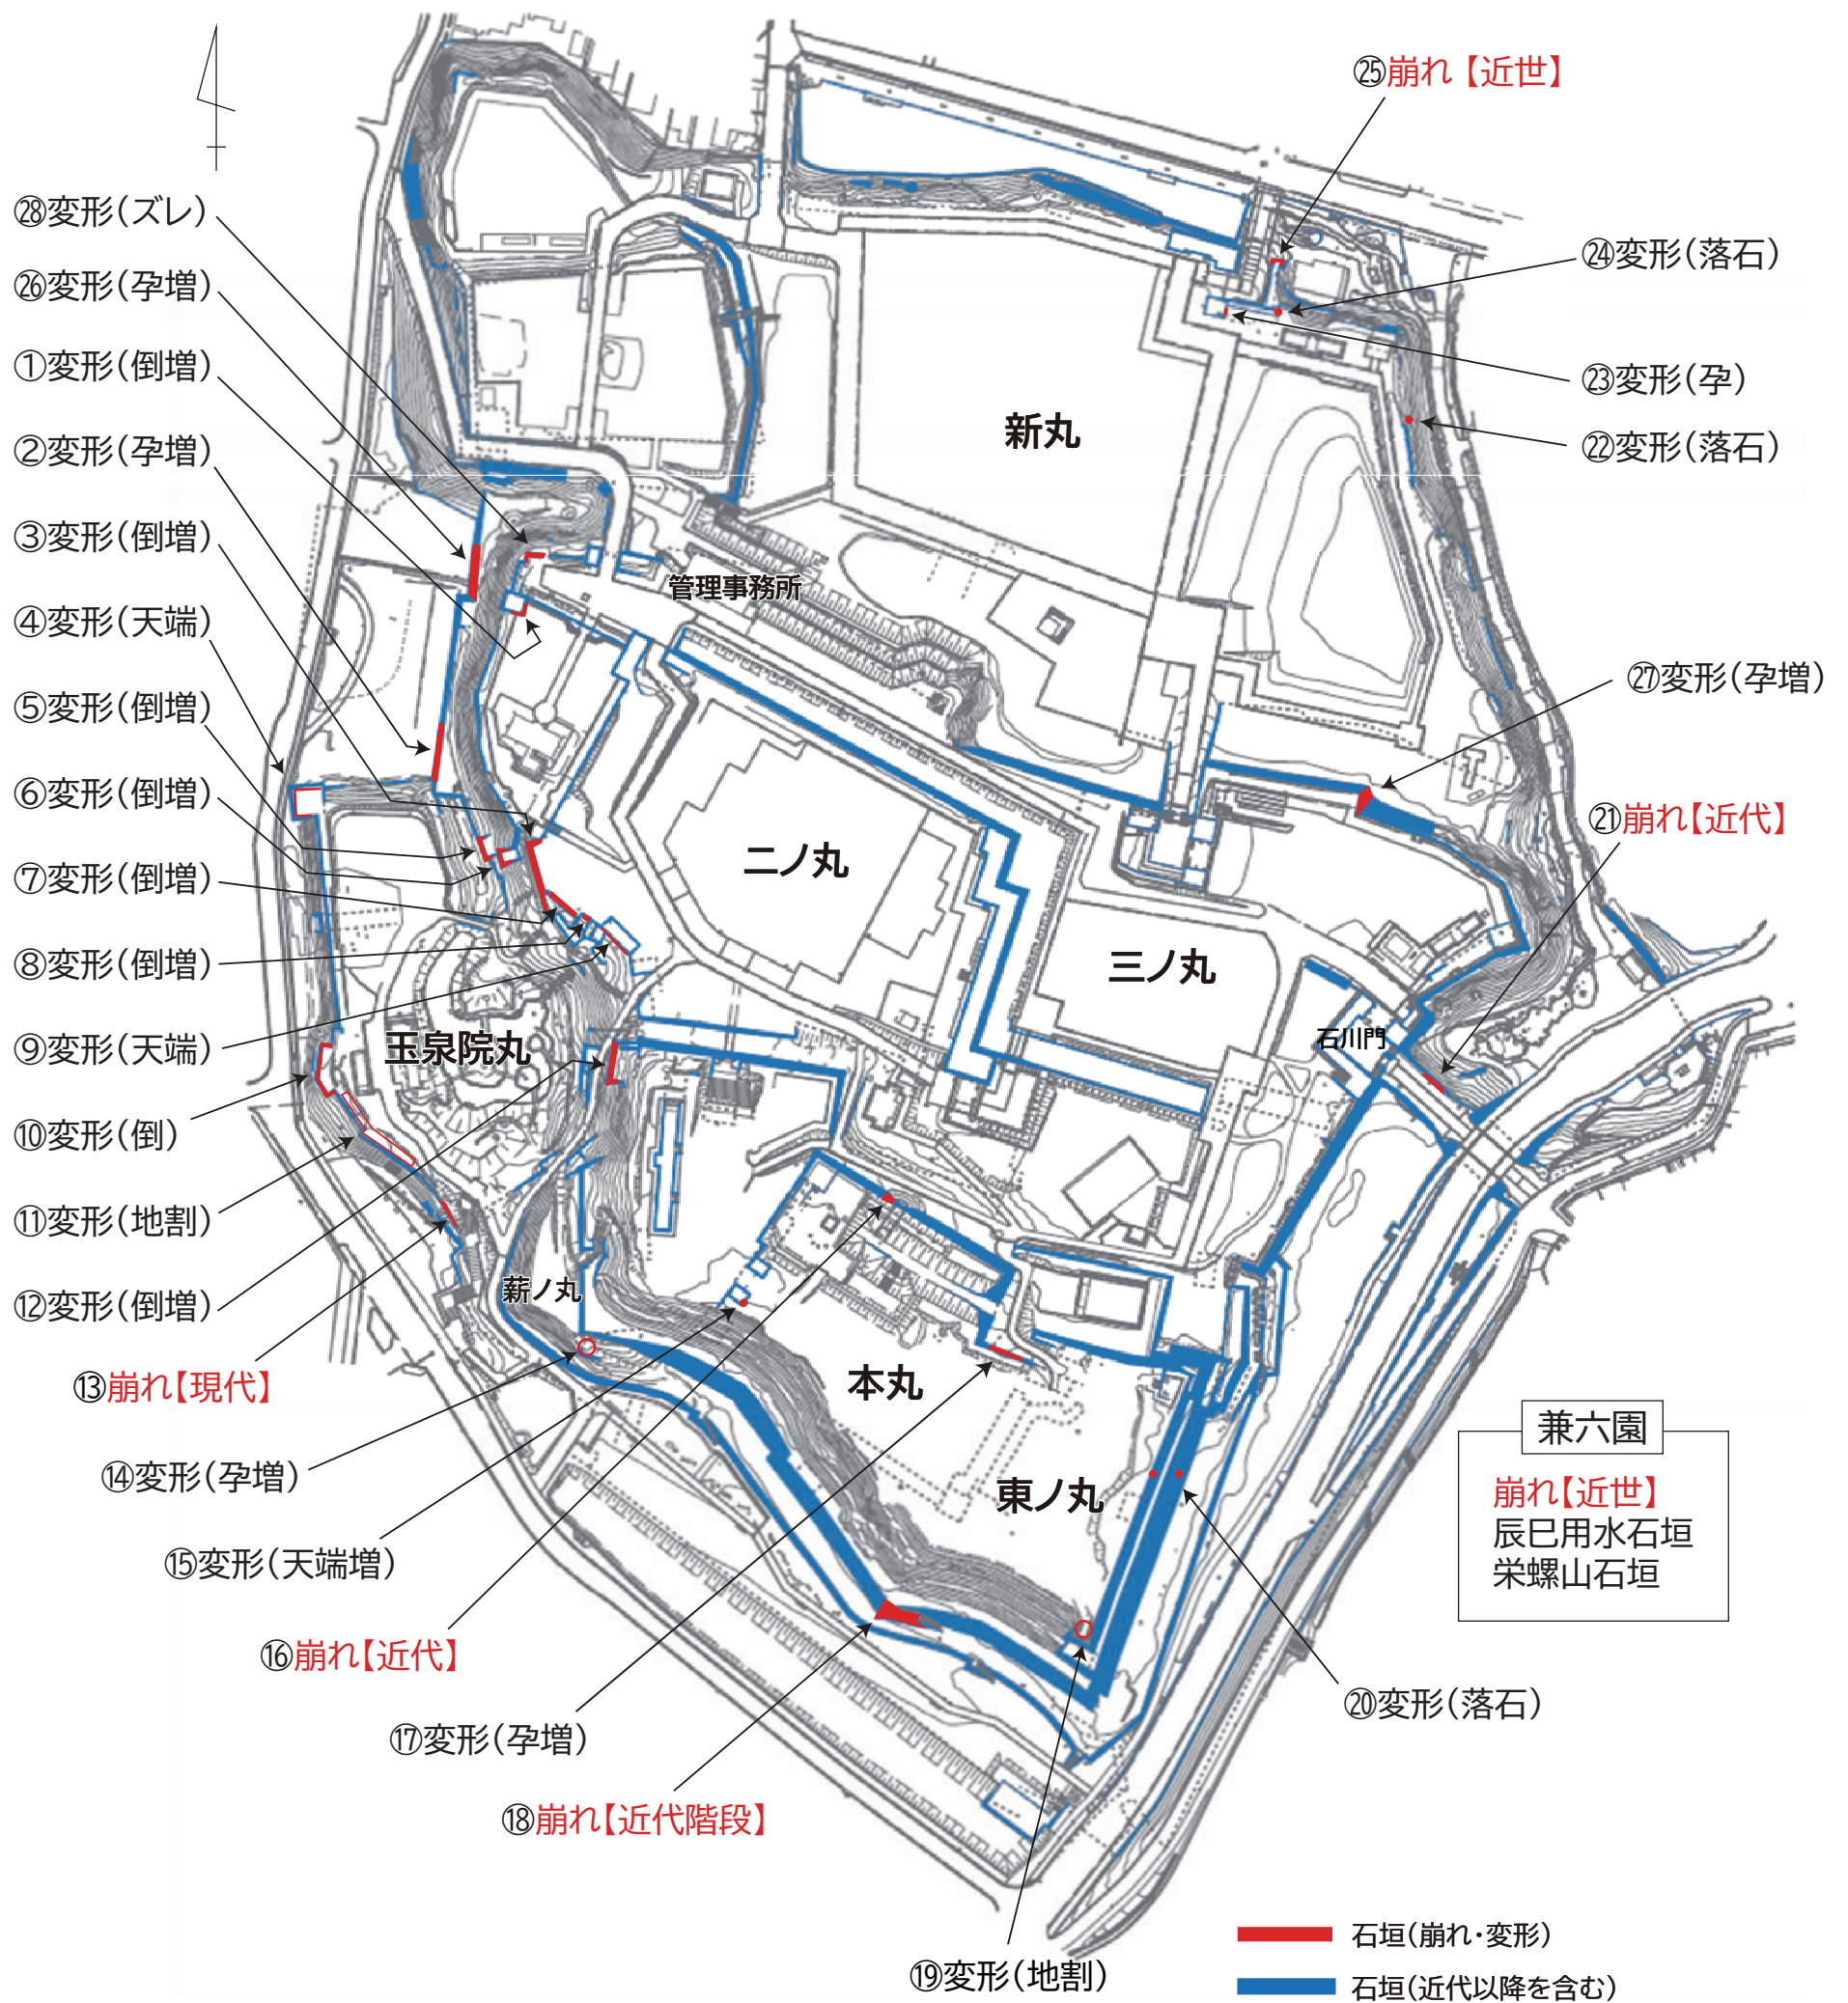 ㉕崩れ【近世】
㉘変形(ズレ)
㉔変形(落石)
㉖変形(孕増)
①変形(倒増)
㉓変形(孕)
新丸
②変形(孕増)
㉒変形(落石)
③変形(倒増)
管理事務所
④変形(天端)
㉗変形(孕増)
⑤変形(倒増)
⑥変形(倒増)
㉑崩れ【近代】
二ノ丸
⑦変形(倒増)
⑧変形(倒増)
三ノ丸
石川門
⑨変形(天端)
玉泉院丸
⑩変形(倒)
⑪変形(地割)
薪ノ丸
⑫変形(倒増)
⑬崩れ【現代】
本丸
兼六園
⑭変形(孕増)
東ノ丸
崩れ【近世】
辰巳用水石垣
栄螺山石垣
⑮変形(天端増)
⑯崩れ【近代】
⑳変形(落石)
⑰変形(孕増)
⑱崩れ【近代階段】
石垣(崩れ・変形)
⑲変形(地割)
石垣(近代以降を含む)